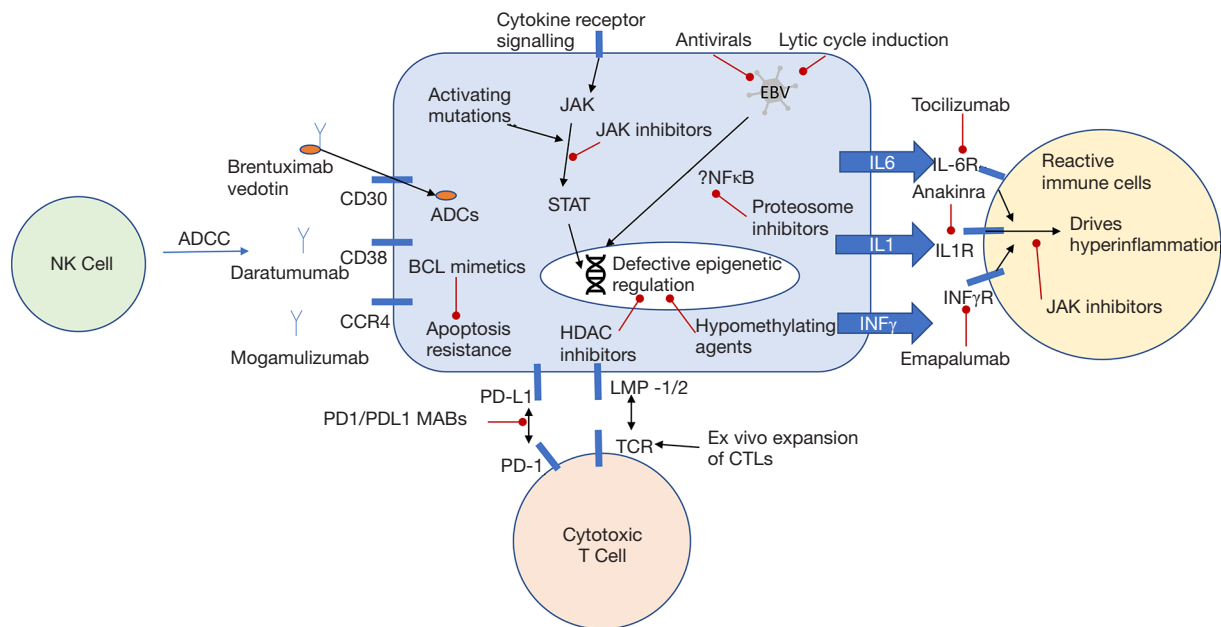 Cytokine receptor
signalling
Antivirals
Lytic cycle induction
EBV
Activating
mutations
JAK
JAK inhibitors
STAT
?NFκB
Proteosome
inhibitors
Brentuximab
vedotin
CD30
ADCs
NK Cell
ADCC
Daratumumab
CD38
CCR4
Mogamulizumab
BCL mimetics
Apoptosis
resistance
Defective epigenetic
regulation
HDAC
inhibitors
Hypomethylating
agents
IL6
IL1
INFγ
Tocilizumab
IL-6R
Anakinra
IL1R
INFγR
Emapalumab
Reactive
immune cells
Drives
hyperinflammation
JAK inhibitors
PD-L1
LMP -1/2
PD1/PDL1 MABs
PD-1
TCR
Ex vivo expansion
of CTLs
Cytotoxic
T Cell